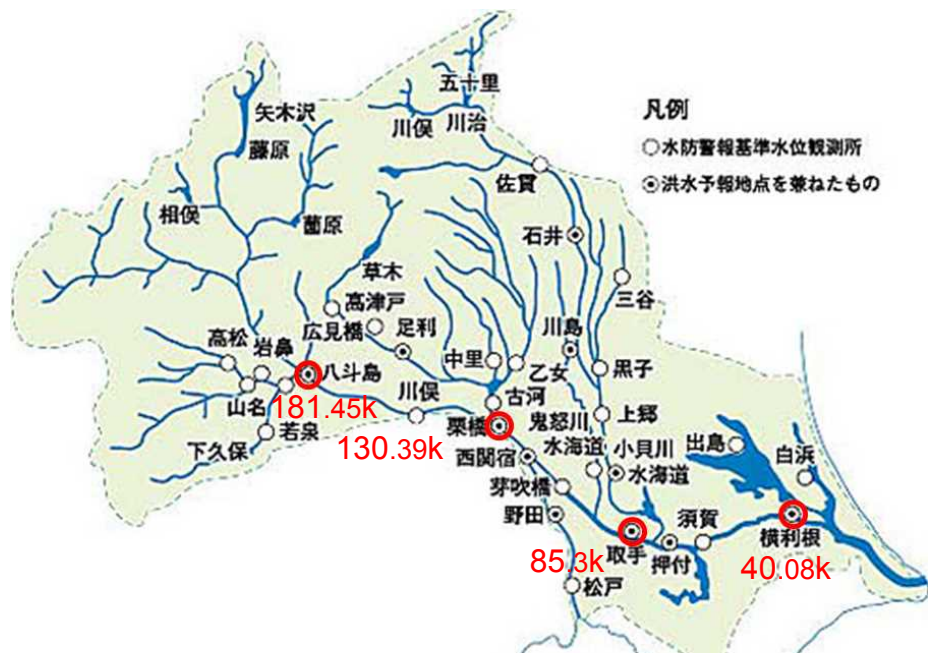 五十里
矢木沢
川俣
川治
藤原
凡例
水防警報基準水位観測所
洪水予報地点を兼ねたもの
佐貫
相俣
薗原
石井
草木
三谷
高津戸
広見橋
足利
川島
高松
岩鼻
中里
乙女
黒子
八斗島
山名
181.45k
川俣
古河
鬼怒川
上郷
若泉
下久保
130.39k
栗橋
水海道
小貝川
出島
白浜
西関宿
水海道
芽吹橋
野田
須賀
取手
押付
横利根
85.3k
40.08k
松戸